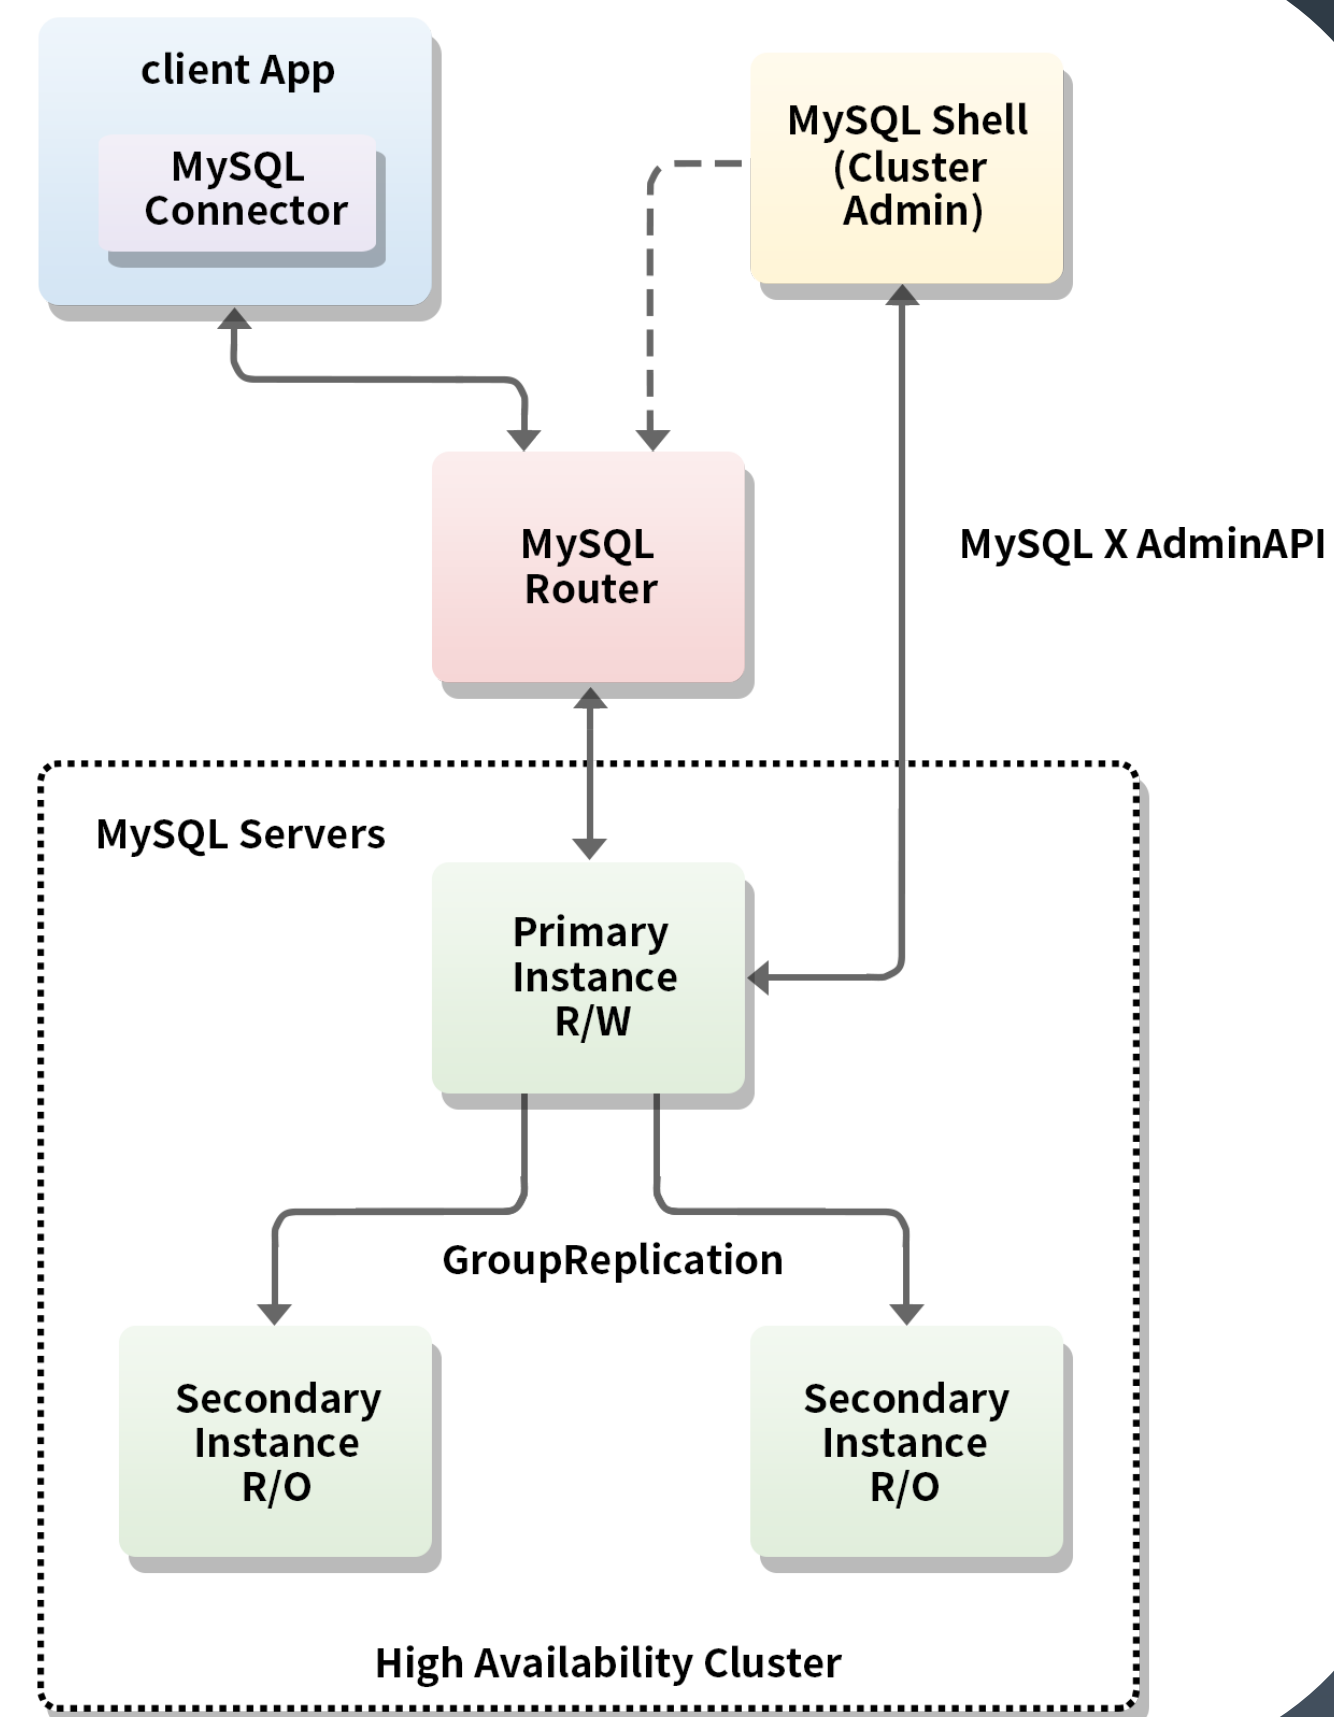 client App
MySQL
Connector
MySQL Shell
(Cluster
Admin)
MySQL
Router
MySQL X AdminAPI
MySQL Servers
Primary
Instance
R/W
GroupReplication
Secondary
Instance
R/O
Secondary
Instance
R/O
High Availability Cluster